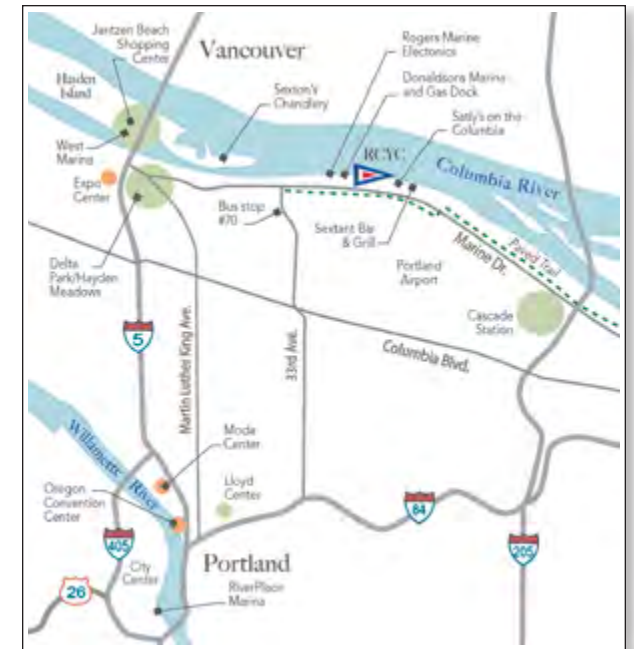 Jantzen Beach
Shopping
Center
Vancouver
Rogers Marine
Electonics
Donaldsons Marine
and Gas Dock
Hayden
Island
Sexton's
Chandlery
Salty's on the
Columbia
West
Marina
RCYC
Columbia River
Expo
Center
Bus stop
#70
Sextant Bar
& Grill
Marine Dr.
Paved Trail
Delta
Park/Hayden
Meadows
Portland
Airport
Cascade
Station
5
Martin Luther King Ave.
33rd Ave.
Columbia Blvd.
Willamette River
Moda
Center
Oregon
Convention
Center
Lloyd
Center
84
405
205
City
Center
Portland
26
RiverPlace
Marina